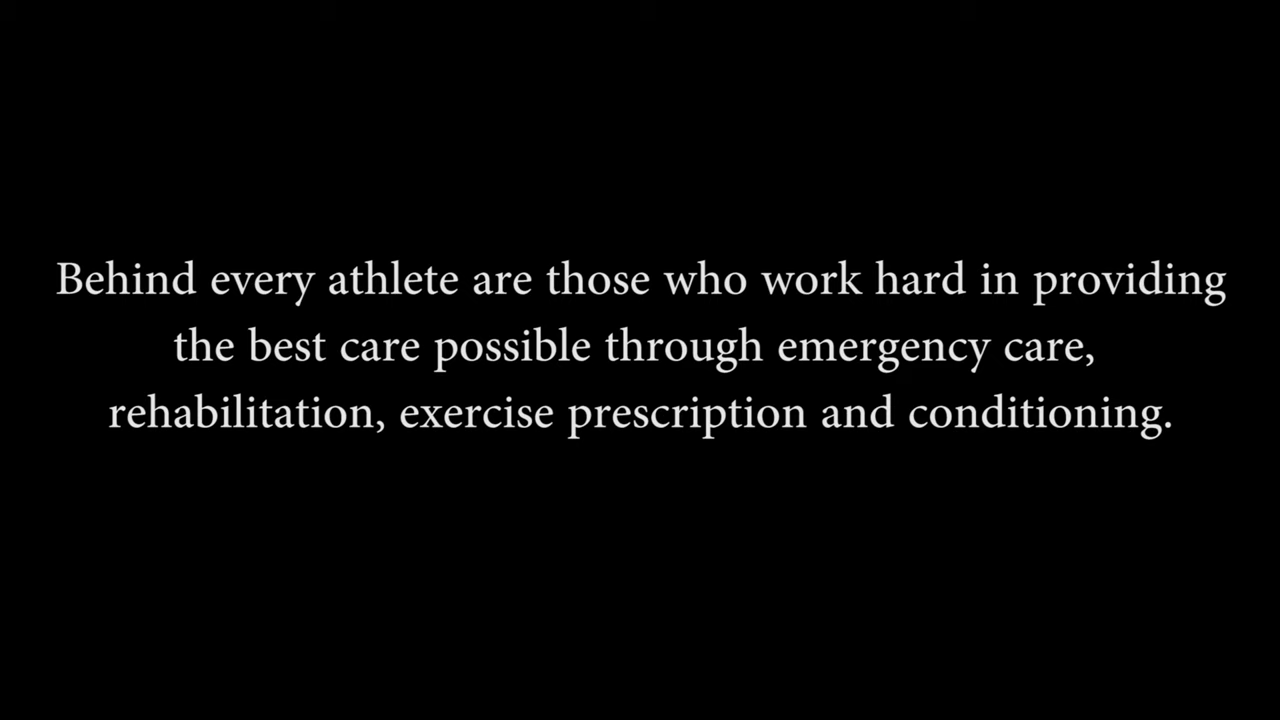 Behind every athlete are those who work hard in providing
the best care possible through emergency care,
rehabilitation, exercise prescription and conditioning.